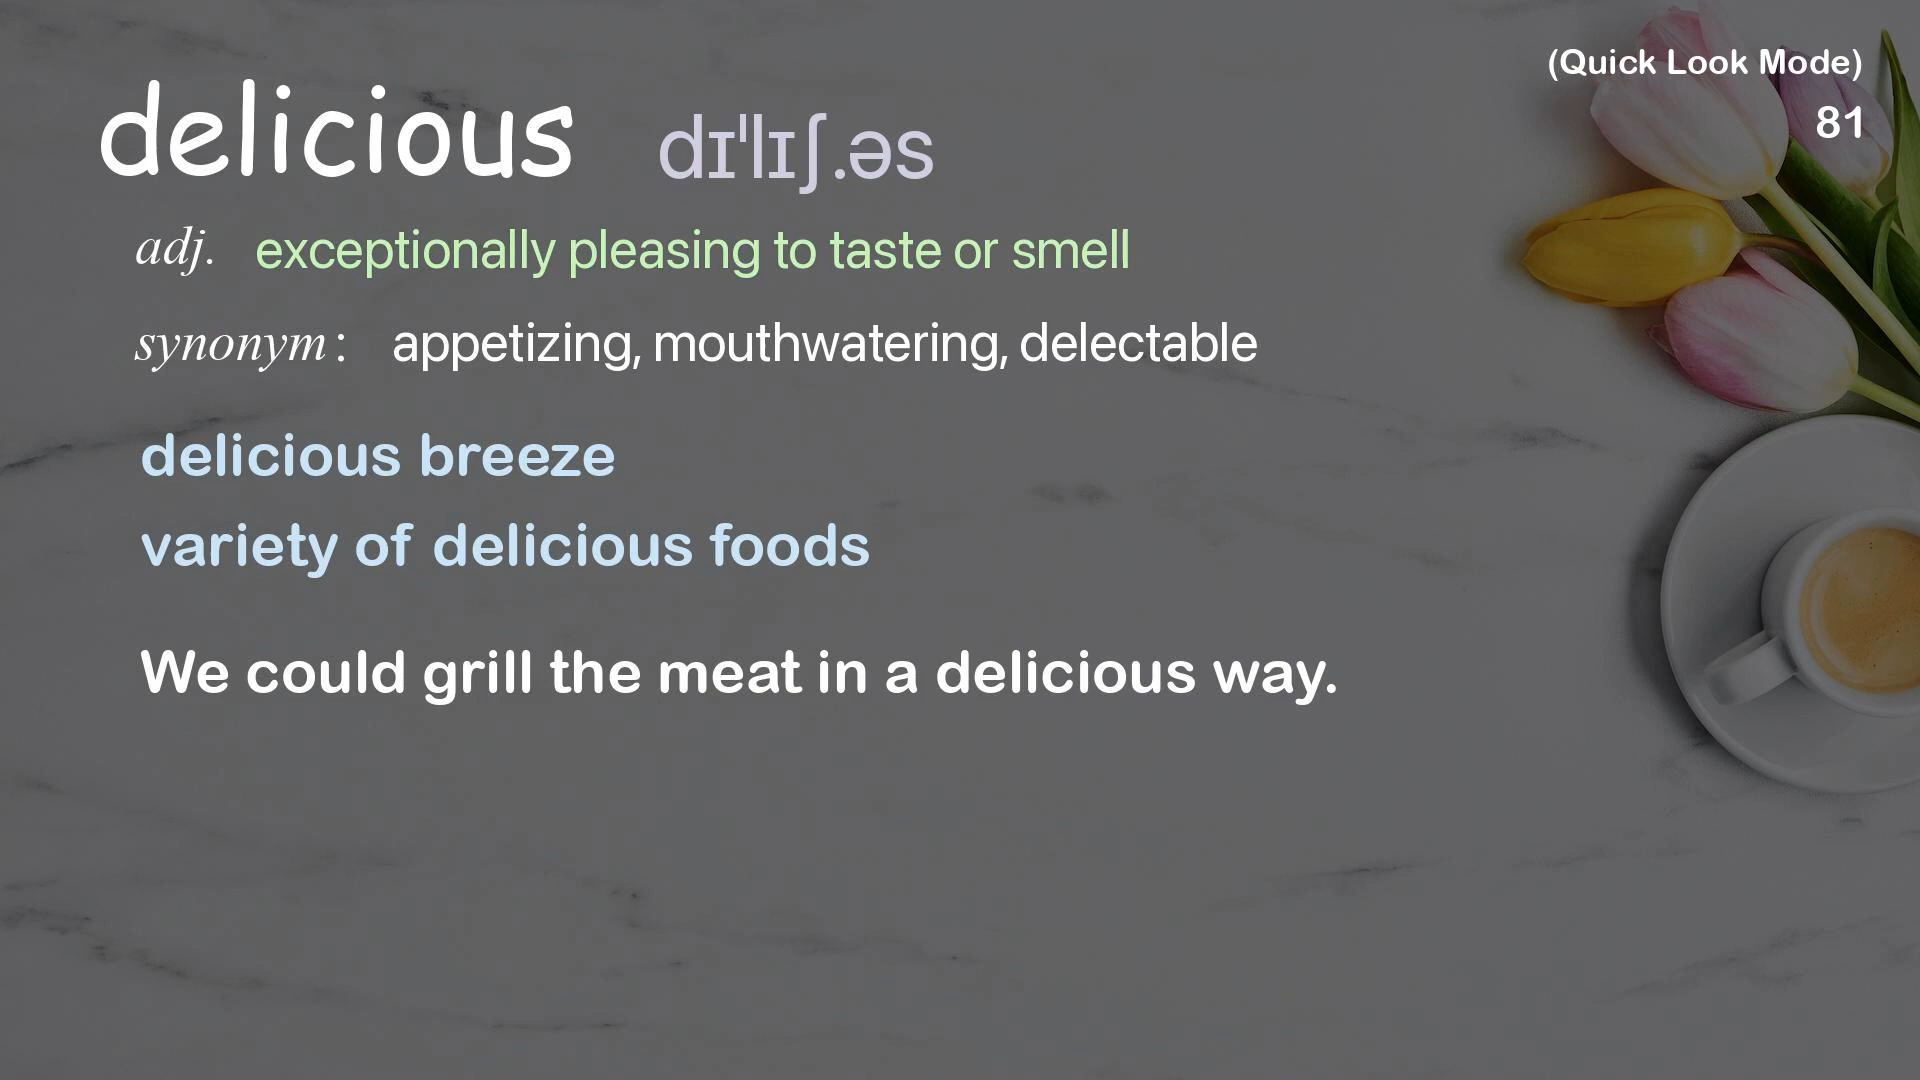 (Quick Look Mode)
81
delicious dɪˈlɪʃ.əs
adj. exceptionally pleasing to taste or smell
synonym: appetizing, mouthwatering, delectable
delicious breeze
variety of delicious foods
We could grill the meat in a delicious way.